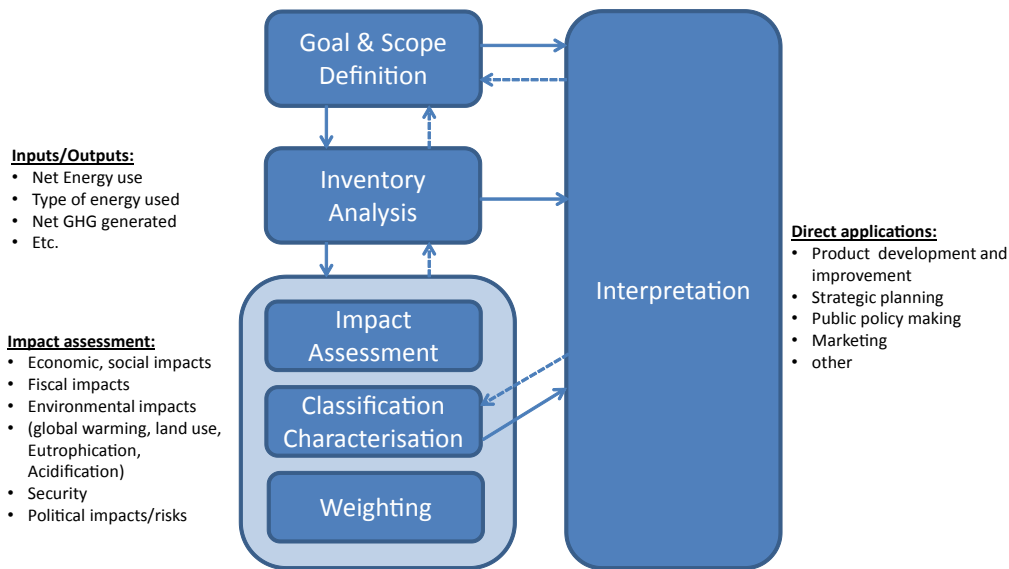 Goal & Scope
Definition
Inputs/Outputs:
• Net Energy use
• Type of energy used
• Net GHG generated
• Etc.
Inventory
Analysis
Impact assessment:
• Economic, social impacts
• Fiscal impacts
• Environmental impacts
• (global warming, land use,
Eutrophication,
Acidification)
• Security
• Political impacts/risks
Impact
Assessment
Classification
Characterisation
Weighting
Interpretation
Direct applications:
• Product development and
improvement
• Strategic planning
• Public policy making
• Marketing
• other